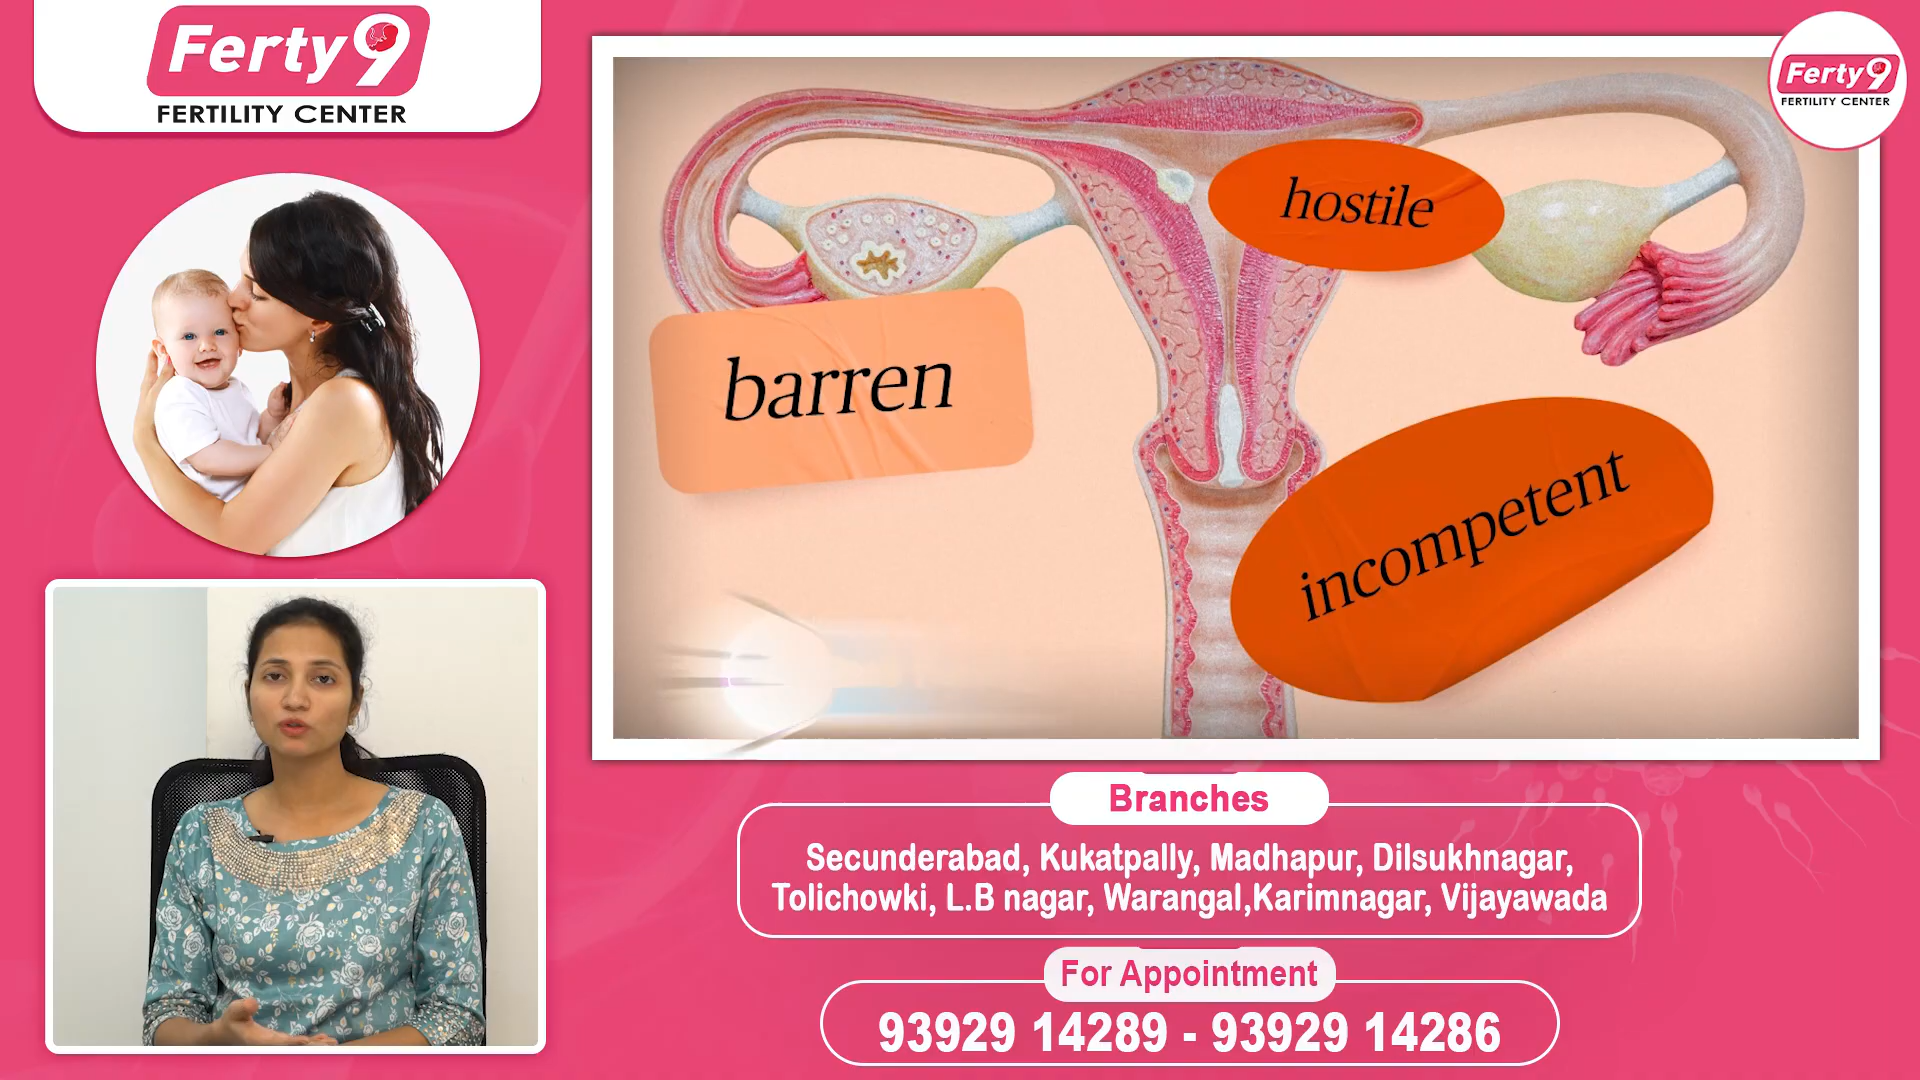 Ferty9
FERTILITY CENTER
Ferty9
FERTILITY CENTER
hostile
barren
incompetent
Branches
Secunderabad, Kukatpally, Madhapur, Dilsukhnagar,
Tolichowki, L.B nagar, Warangal,Karimnagar, Vijayawada
For Appointment
93929 14289 - 93929 14286